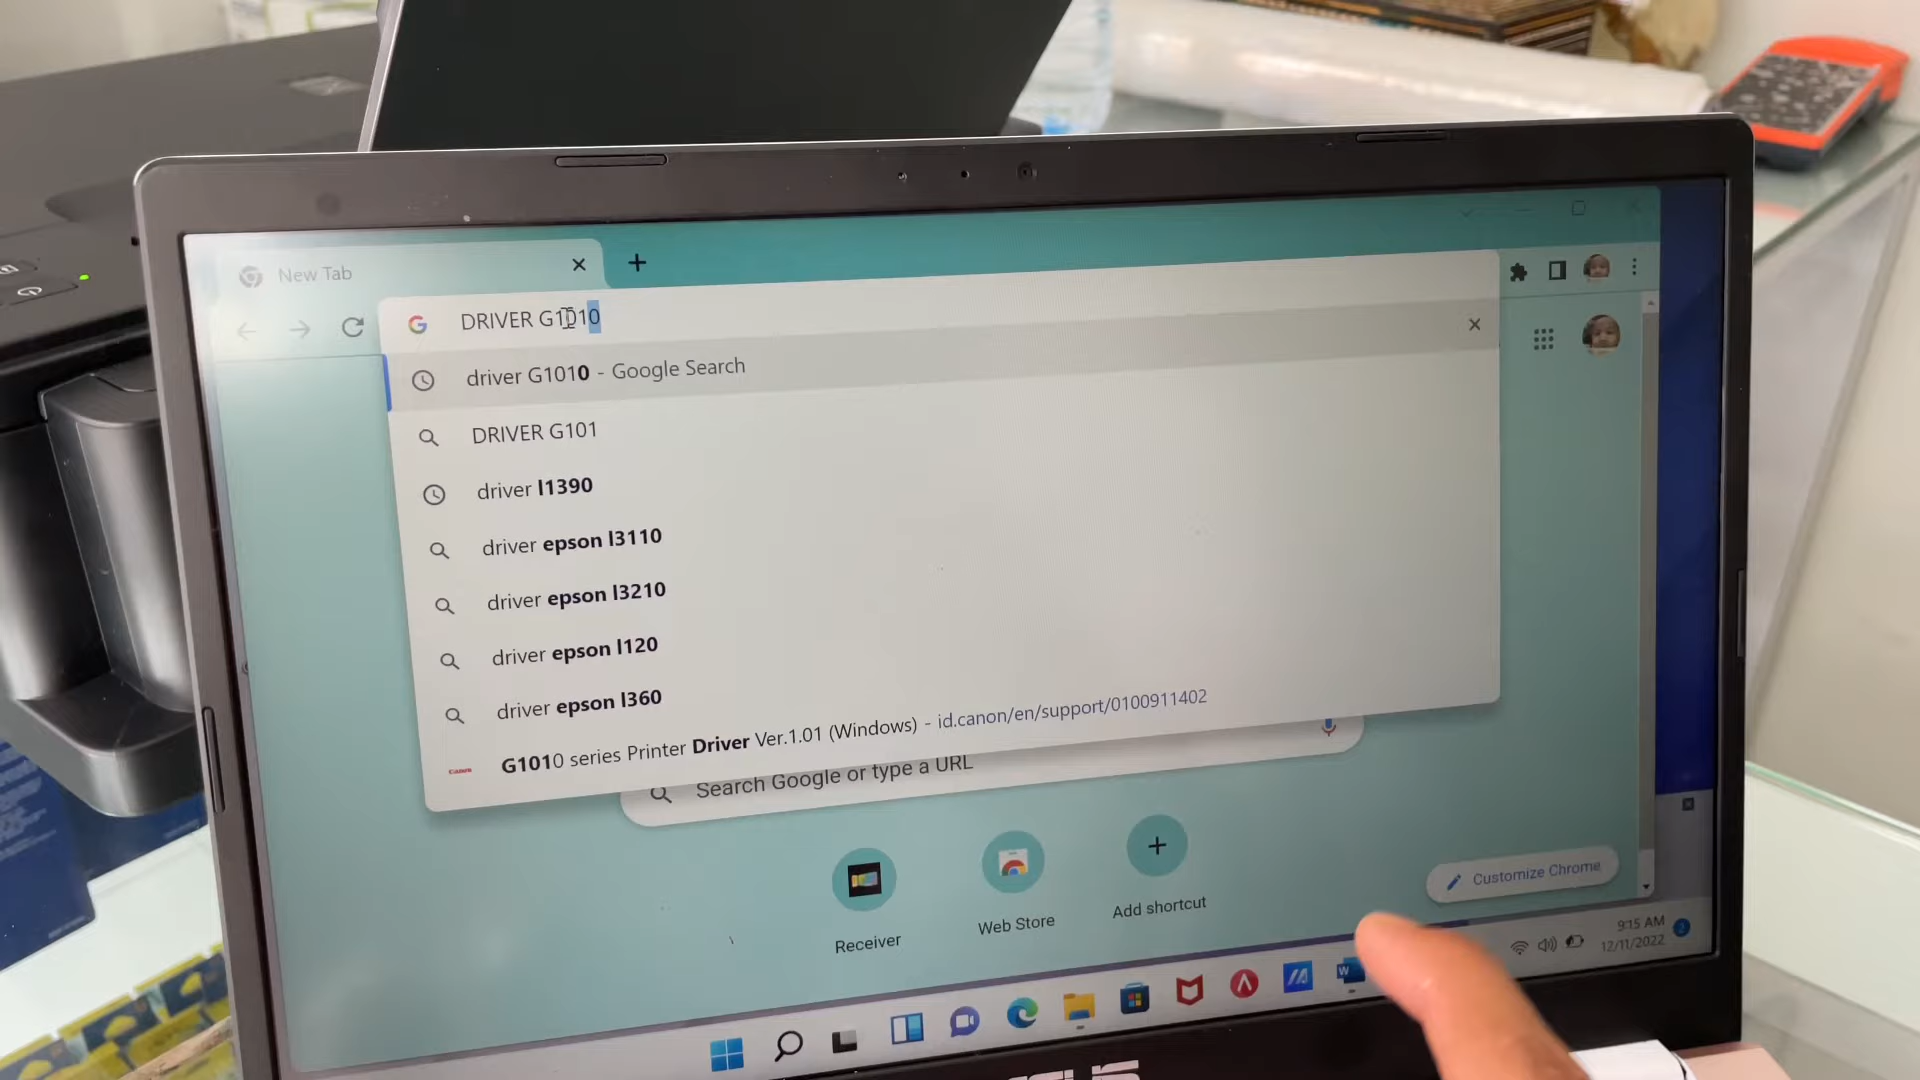 New Tab
DRIVER G1010
driver G1010 - Google Search
DRIVER G101
driver l1390
driver epson l3110
driver epson l3210
driver epson l120
driver epson l360
Canon G1010 series Printer Driver Ver.1.01 (Windows) - id.canon/en/support/0100911402
Search Google or type a URL
Receiver
Web Store
Add shortcut
Customize Chrome
9:15 AM
12/11/2022
2
W